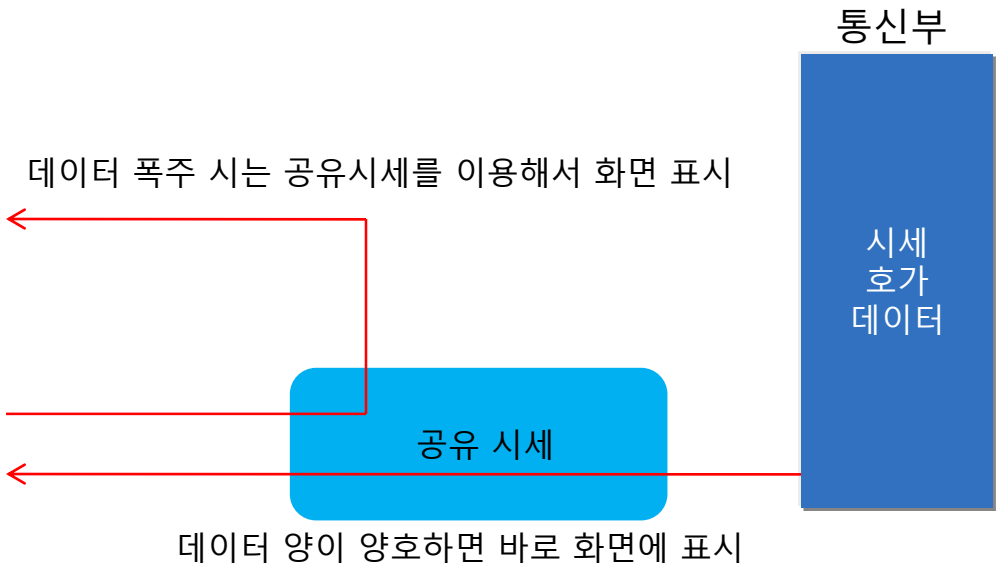 통신부
데이터 폭주 시는 공유시세를 이용해서 화면 표시
시세
호가
데이터
공유 시세
데이터 양이 양호하면 바로 화면에 표시